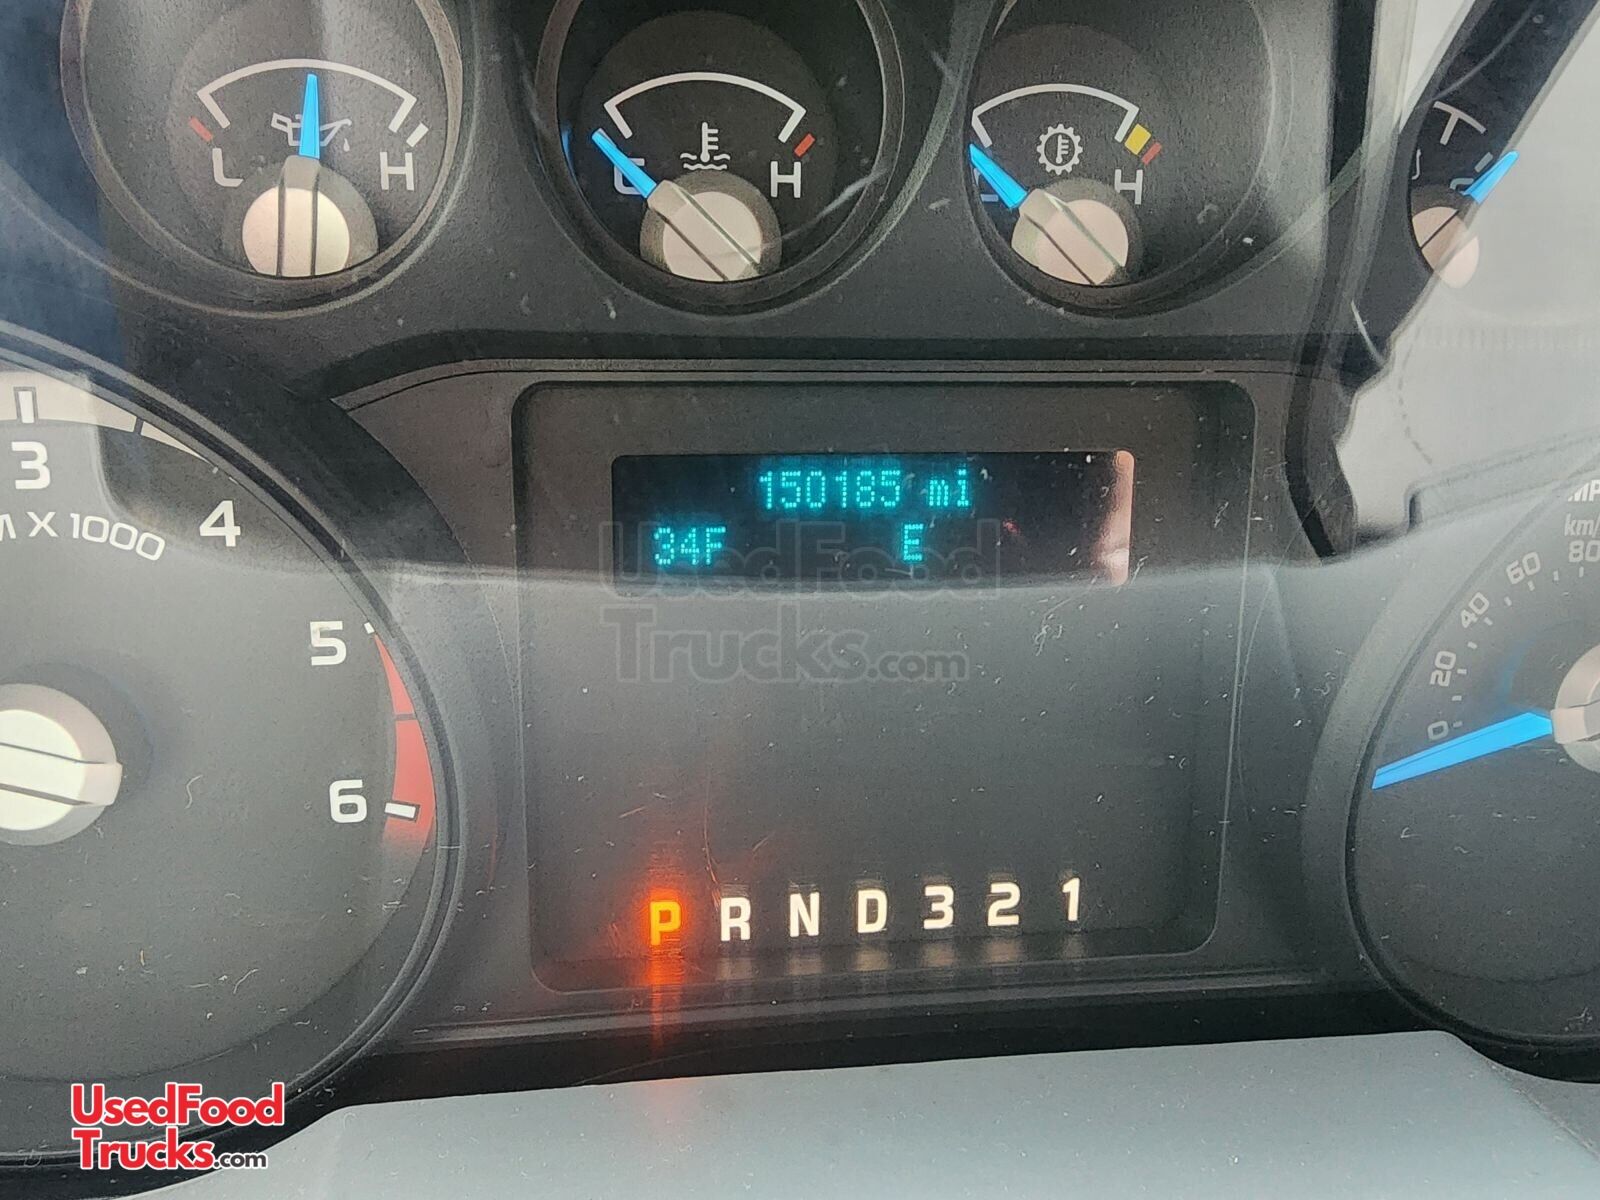 L H
C H
H
3
4
M X 1000
5
6
150185 mi
34F E
UsedFood
Trucks.com
km/
80
60
40
20
0
P R N D 3 2 1
UsedFood
Trucks.com